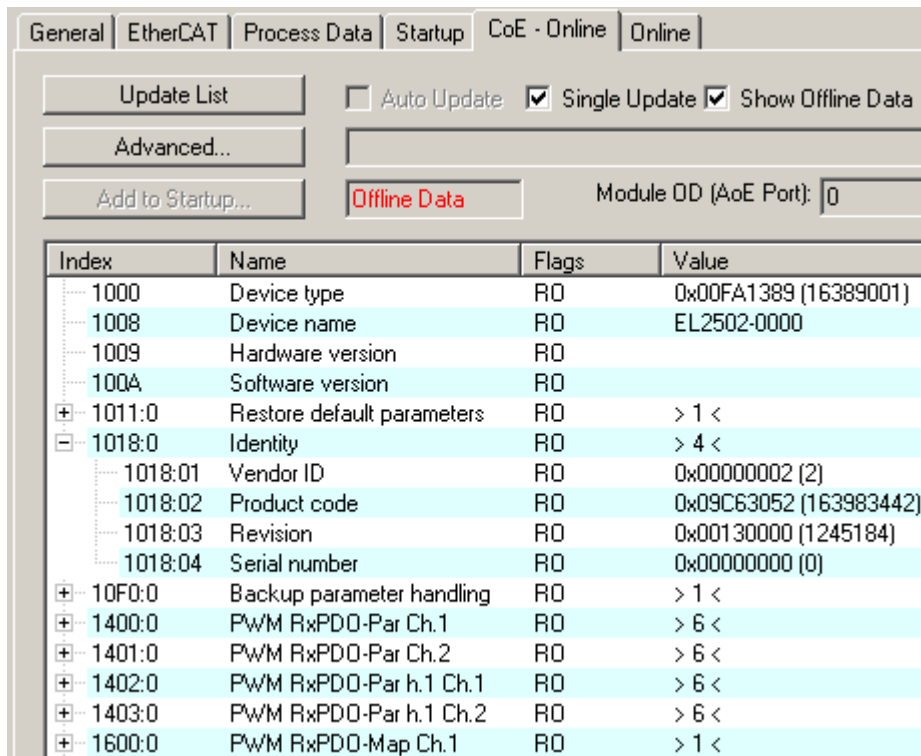 General EtherCAT Process Data Startup CoE - Online Online
Update List Auto Update Single Update Show Offline Data
Advanced...
Add to Startup... Offline Data Module OD (AoE Port): 0
Index Name Flags Value
1000 Device type RO 0x00FA1389 (16389001)
1008 Device name RO EL2502-0000
1009 Hardware version RO
100A Software version RO
1011:0 Restore default parameters RO > 1 <
1018:0 Identity RO > 4 <
1018:01 Vendor ID RO 0x00000002 (2)
1018:02 Product code RO 0x09C63052 (163983442)
1018:03 Revision RO 0x00130000 (1245184)
1018:04 Serial number RO 0x00000000 (0)
10F0:0 Backup parameter handling RO > 1 <
1400:0 PWM RxPDO-Par Ch.1 RO > 6 <
1401:0 PWM RxPDO-Par Ch.2 RO > 6 <
1402:0 PWM RxPDO-Par h.1 Ch.1 RO > 6 <
1403:0 PWM RxPDO-Par h.1 Ch.2 RO > 6 <
1600:0 PWM RxPDO-Map Ch.1 RO > 1 <